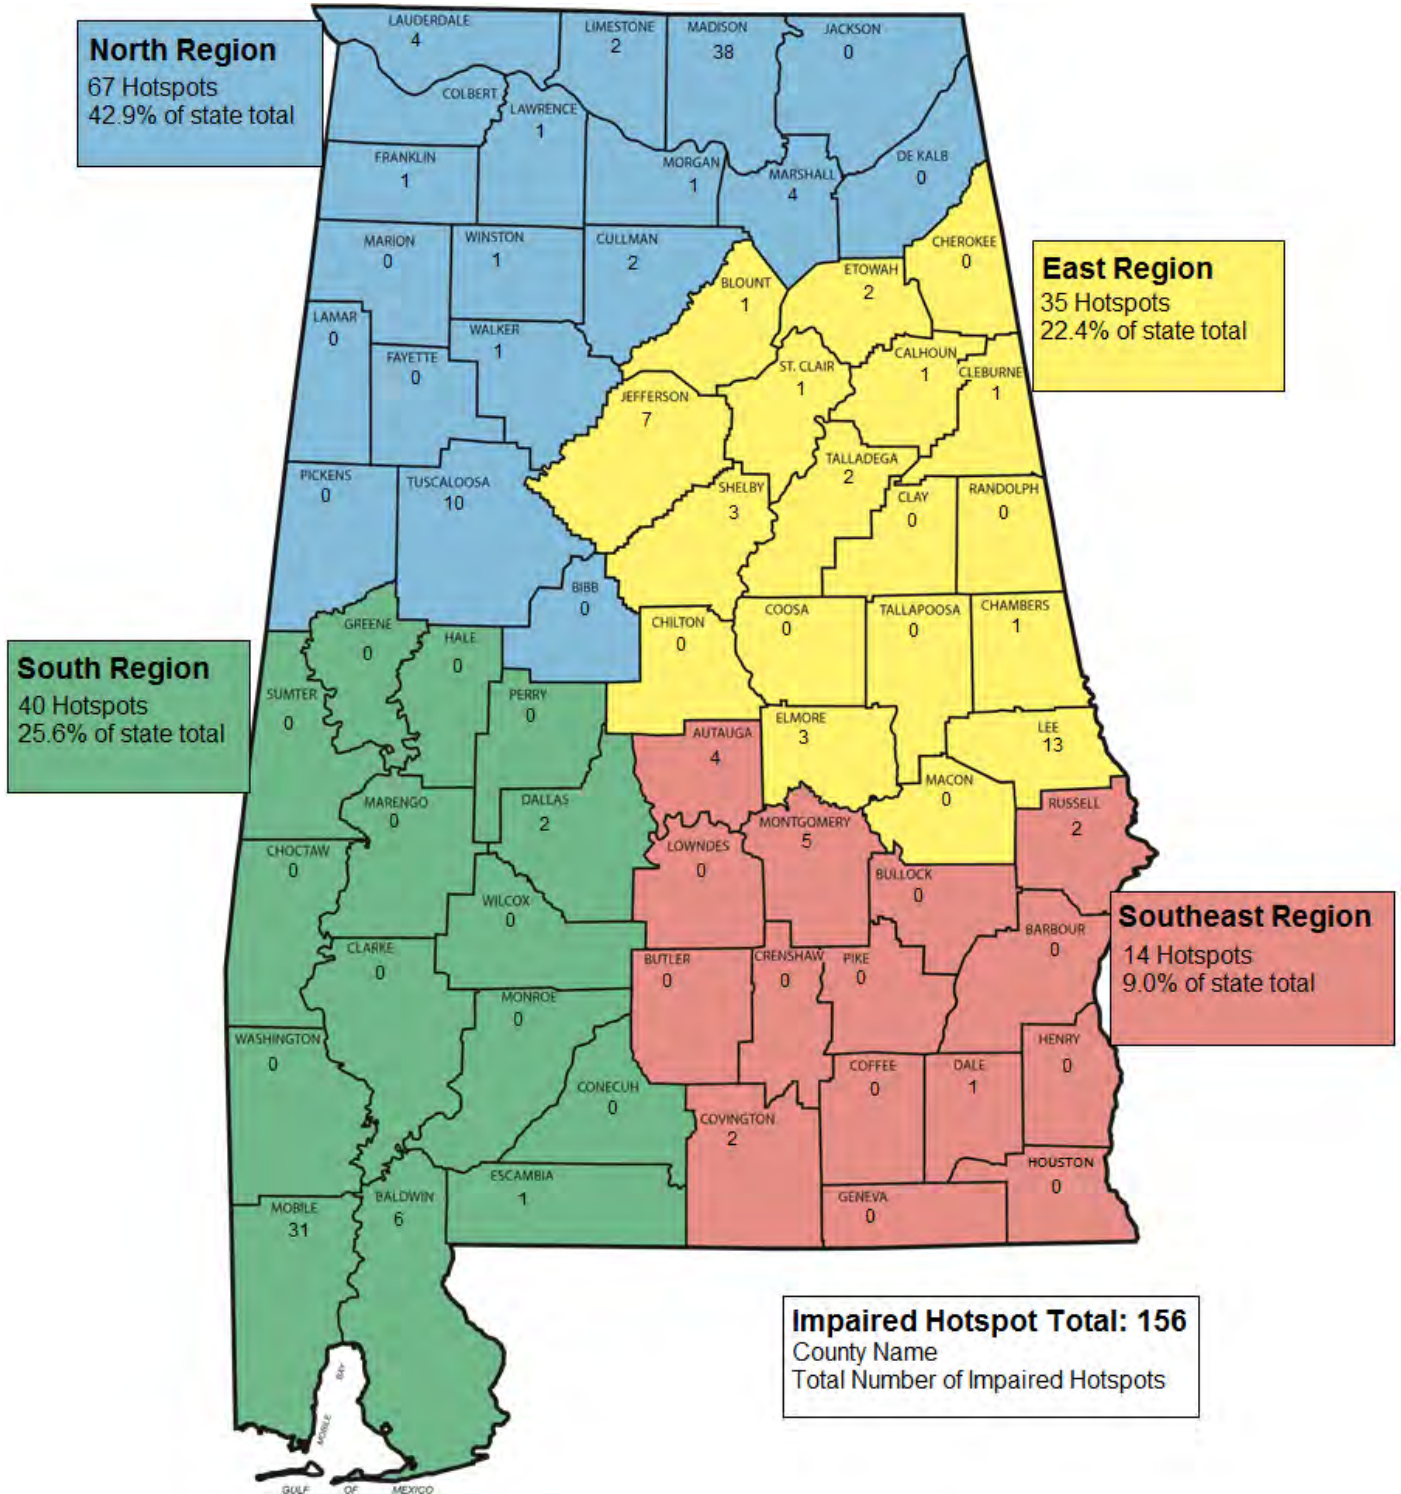 North Region
67 Hotspots
42.9% of state total
LAUDERDALE
4
LIMESTONE
2
MADISON
38
JACKSON
0
COLBERT
LAWRENCE
1
FRANKLIN
1
MORGAN
1
MARSHALL
4
DE KALB
0
MARION
0
WINSTON
1
CULLMAN
2
CHEROKEE
0
East Region
35 Hotspots
22.4% of state total
BLOUNT
1
ETOWAH
2
LAMAR
0
FAYETTE
0
WALKER
1
JEFFERSON
7
ST. CLAIR
1
CALHOUN
1
CLEBURNE
1
PICKENS
0
TUSCALOOSA
10
SHELBY
3
TALLADEGA
2
CLAY
0
RANDOLPH
0
BIBB
0
GREENE
0
HALE
0
CHILTON
0
COOSA
0
TALLAPOOSA
0
CHAMBERS
1
South Region
40 Hotspots
25.6% of state total
SUMTER
0
PERRY
0
AUTAUGA
4
ELMORE
3
LEE
13
MARENGO
0
DALLAS
2
MACON
0
RUSSELL
2
CHOCTAW
0
LOWNDES
0
MONTGOMERY
5
BULLOCK
0
WILCOX
0
BARBOUR
0
Southeast Region
14 Hotspots
9.0% of state total
CLARKE
0
BUTLER
0
CRENSHAW
0
PIKE
0
MONROE
0
WASHINGTON
0
CONECUH
0
COFFEE
0
DALE
1
HENRY
0
COVINGTON
2
ESCAMBIA
1
HOUSTON
0
MOBILE
31
BALDWIN
6
GENEVA
0
Impaired Hotspot Total: 156
County Name
Total Number of Impaired Hotspots
MOBILE BAY
GULF OF MEXICO